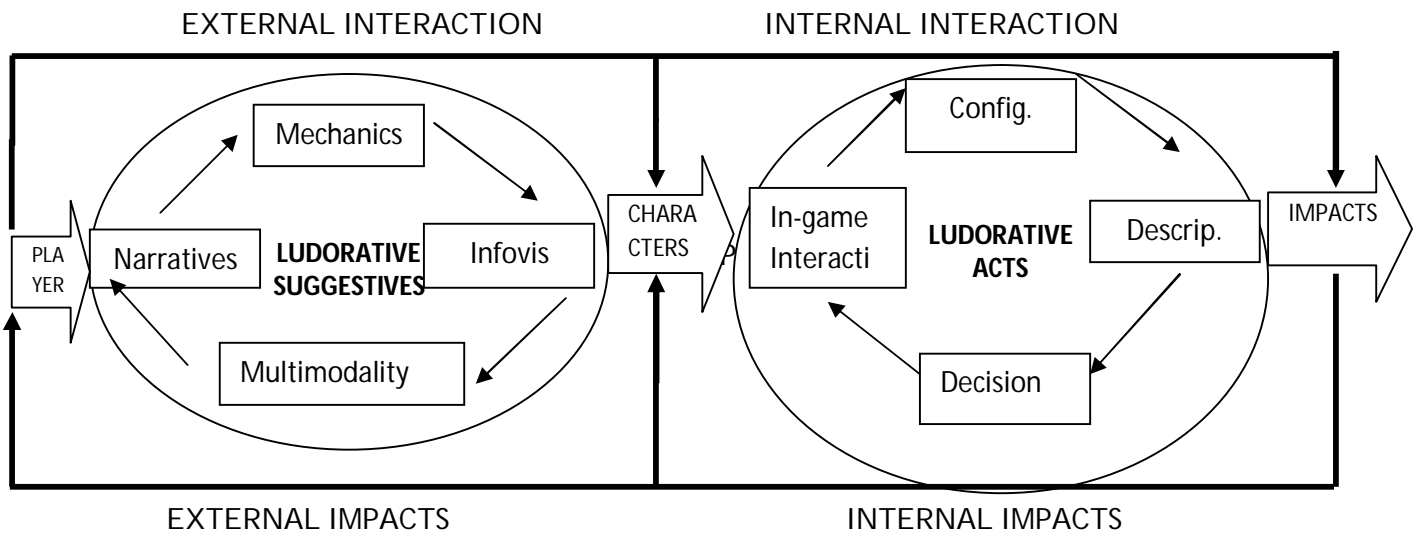 EXTERNAL INTERACTION
INTERNAL INTERACTION
Mechanics
Config.
PLA
YER
Narratives
LUDORATIVE
SUGGESTIVES
Infovis
CHARA
CTERS
In-game
Interacti
LUDORATIVE
ACTS
Descrip.
IMPACTS
Multimodality
Decision
EXTERNAL IMPACTS
INTERNAL IMPACTS